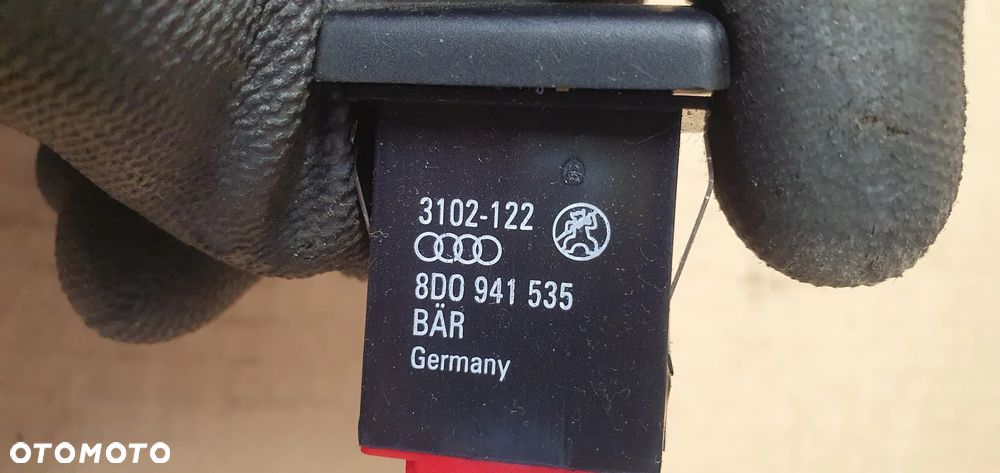 3102-122
8D0 941 535
BÄR
Germany
OTOMOTO